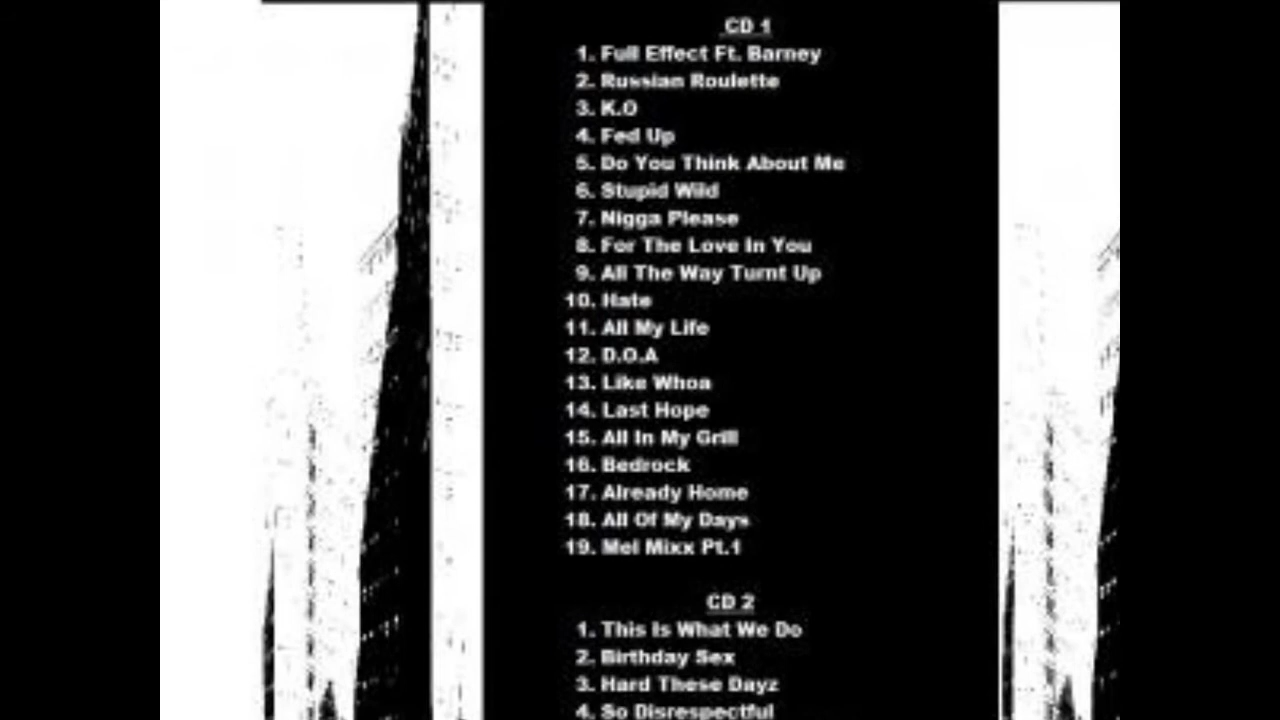 CD 1
1. Full Effect Ft. Barney
2. Russian Roulette
3. K.O
4. Fed Up
5. Do You Think About Me
6. Stupid Wild
7. Nigga Please
8. For The Love In You
9. All The Way Turnt Up
10. Hate
11. All My Life
12. D.O.A
13. Like Whoa
14. Last Hope
15. All In My Grill
16. Bedrock
17. Already Home
18. All Of My Days
19. Mel Mixx Pt.1
CD 2
1. This Is What We Do
2. Birthday Sex
3. Hard These Dayz
4. So Disrespectful